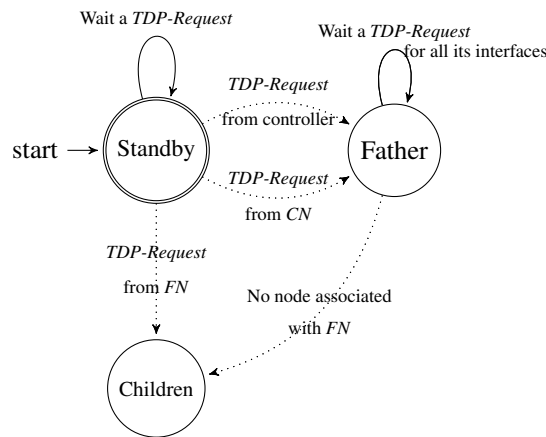 Wait a TDP-Request
Wait a TDP-Request
for all its interfaces
TDP-Request
from controller
start
Standby
Father
TDP-Request
from CN
TDP-Request
from FN
No node associated
with FN
Children